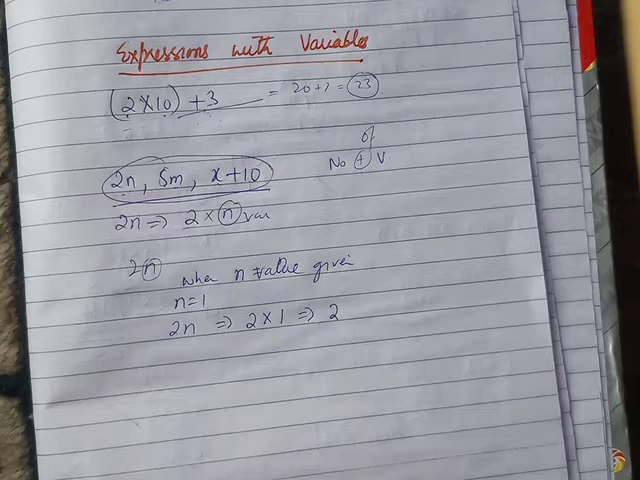 Expressions with Variables
(2x10) + 3 = 20+3 = 23
of
No + V
2n, 5m, x+10
2n => 2 x n var
2n when n value given
n=1
2n => 2x1 => 2